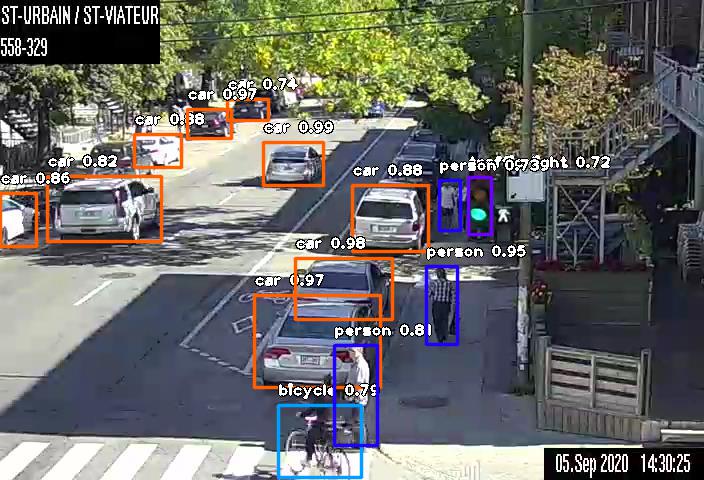 ST-URBAIN / ST-VIATEUR
558-329
car 0.74
car 0.97
car 0.88
car 0.99
car 0.82
car 0.86
car 0.88
person 0.73
light 0.72
car 0.98
person 0.95
car 0.97
person 0.81
bicycle 0.79
05.Sep 2020 14:30:25